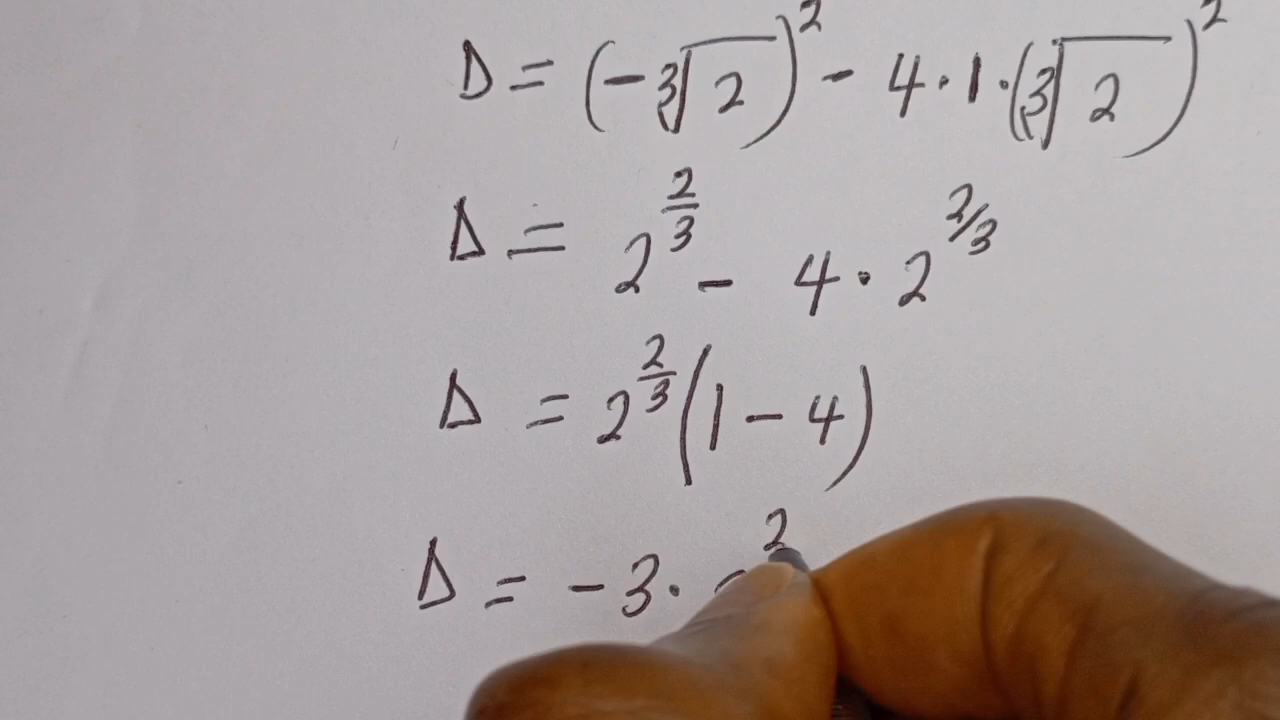 Δ = (-∛2)² - 4·1·(∛2)²
Δ = 2^(2/3) - 4·2^(2/3)
Δ = 2^(2/3) (1 - 4)
Δ = -3· ²